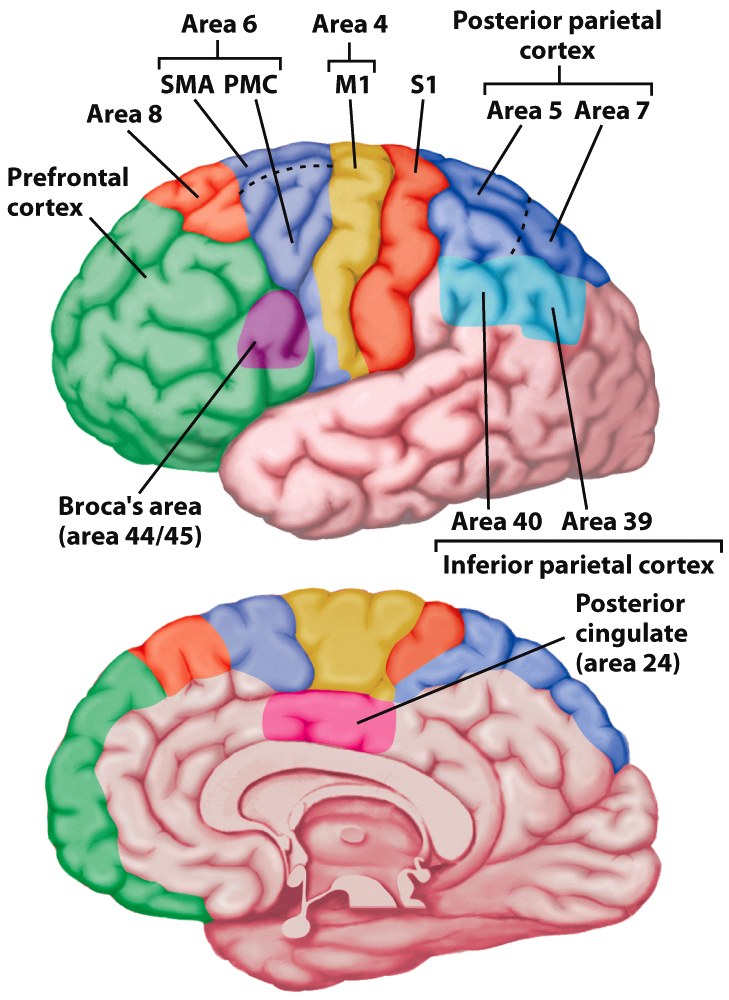 Area 6
Area 4
Posterior parietal
cortex
SMA PMC
M1
S1
Area 5 Area 7
Area 8
Prefrontal
cortex
Broca's area
(area 44/45)
Area 40 Area 39
Inferior parietal cortex
Posterior
cingulate
(area 24)